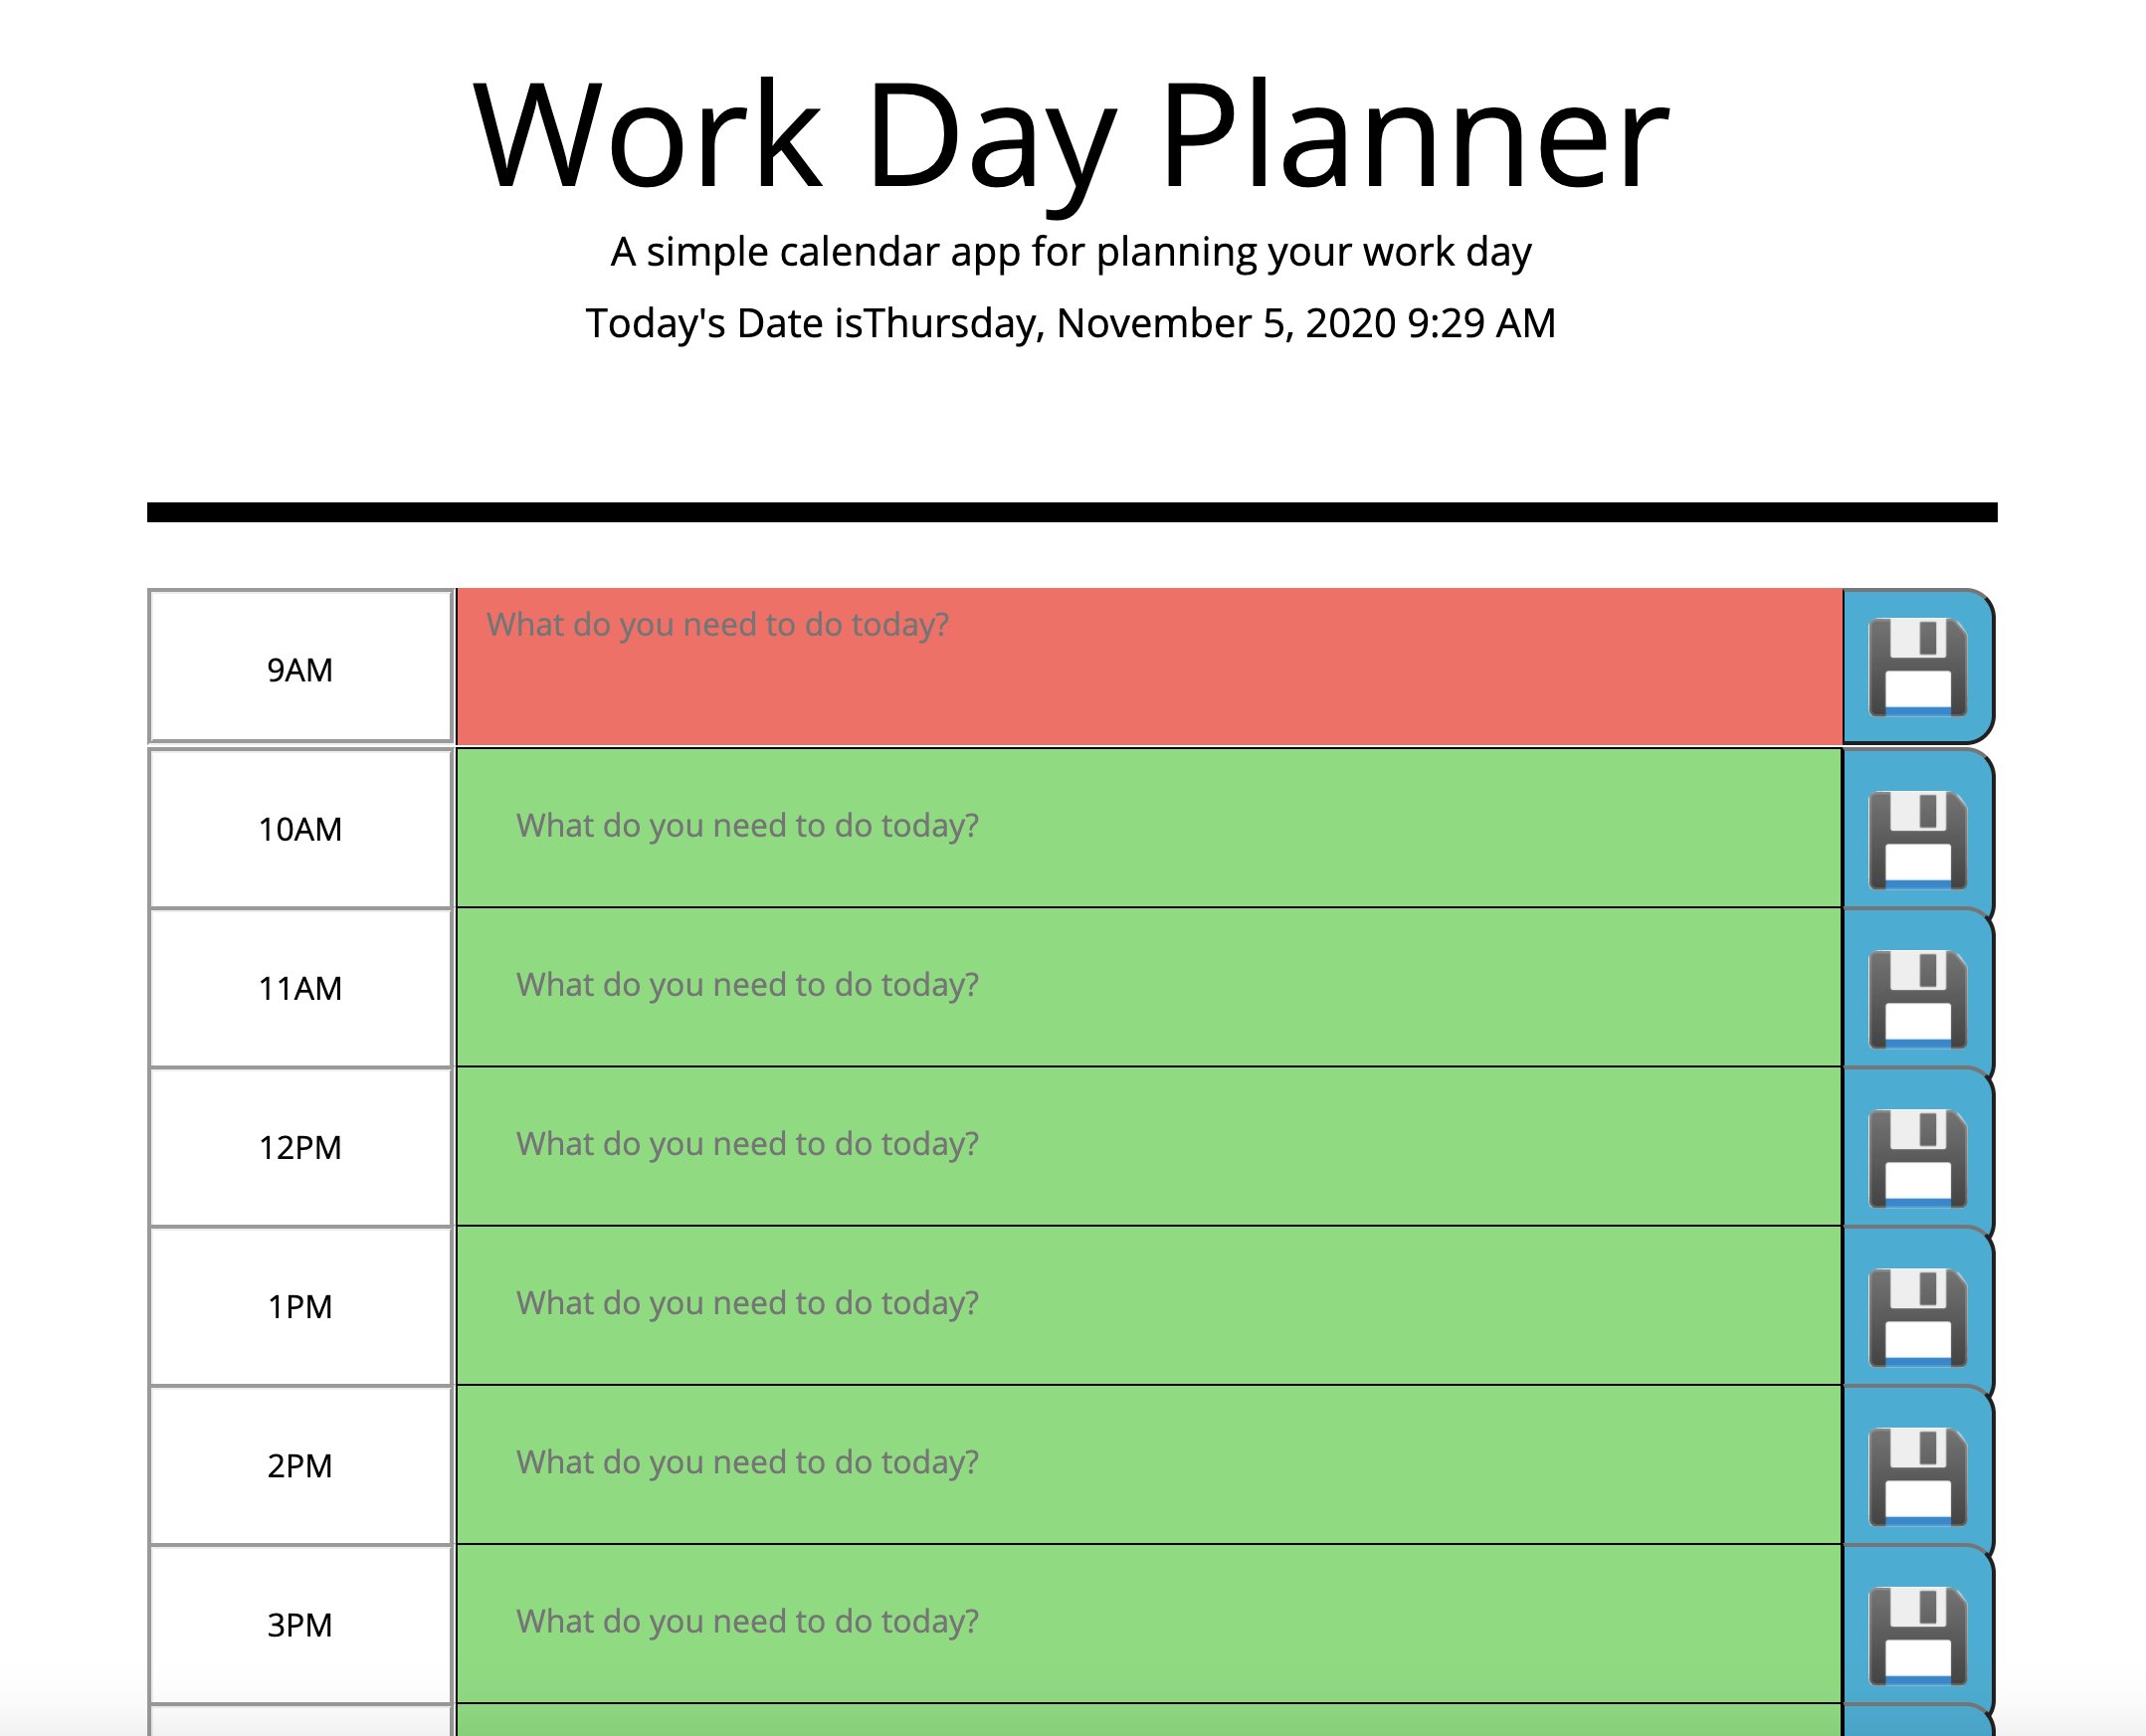 Work Day Planner
A simple calendar app for planning your work day
Today's Date isThursday, November 5, 2020 9:29 AM
9AM
What do you need to do today?
10AM
What do you need to do today?
11AM
What do you need to do today?
12PM
What do you need to do today?
1PM
What do you need to do today?
2PM
What do you need to do today?
3PM
What do you need to do today?